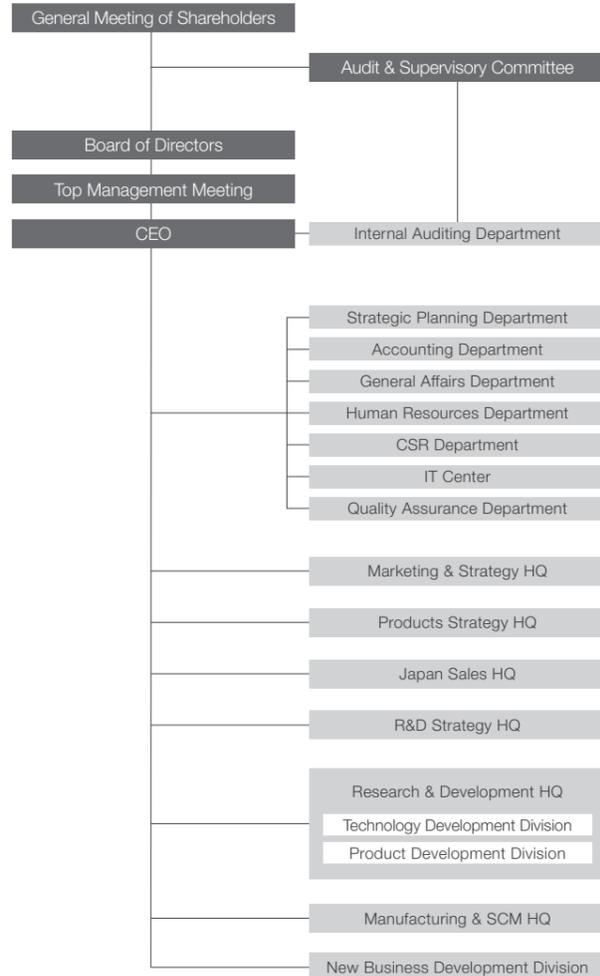 General Meeting of Shareholders
Audit & Supervisory Committee
Board of Directors
Top Management Meeting
CEO
Internal Auditing Department
Strategic Planning Department
Accounting Department
General Affairs Department
Human Resources Department
CSR Department
IT Center
Quality Assurance Department
Marketing & Strategy HQ
Products Strategy HQ
Japan Sales HQ
R&D Strategy HQ
Research & Development HQ
Technology Development Division
Product Development Division
Manufacturing & SCM HQ
New Business Development Division